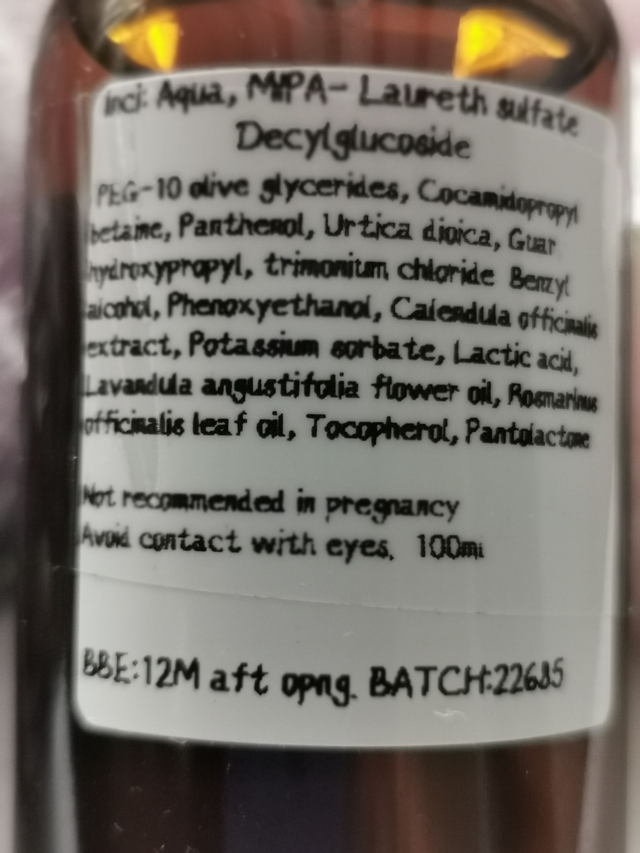 Inci: Aqua, MIPA- Laureth sulfate
Decylglucoside
PEG-10 olive glycerides, Cocamidopropyl
betaine, Panthenol, Urtica dioica, Guar
hydroxypropyl, trimonium chloride Benzyl
alcohol, Phenoxyethanol, Calendula officinalis
extract, Potassium sorbate, Lactic acid,
Lavandula angustifolia flower oil, Rosmarinus
officinalis leaf oil, Tocopherol, Pantolactone
Not recommended in pregnancy
Avoid contact with eyes. 100ml
BBE:12M aft opng. BATCH:22685